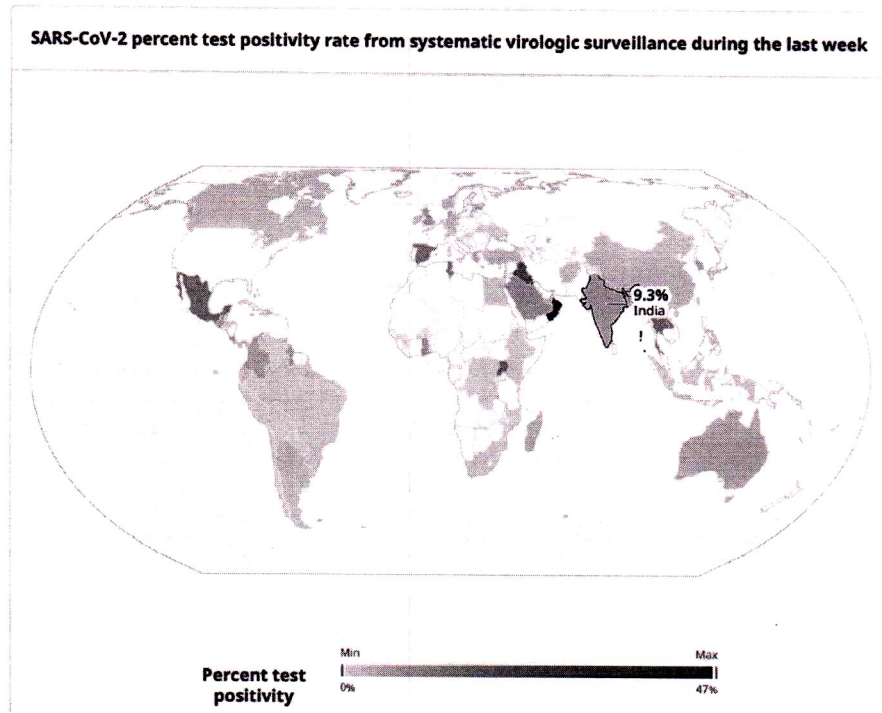 SARS-CoV-2 percent test positivity rate from systematic virologic surveillance during the last week
9.3%
India
Min
Max
Percent test
positivity
0%
47%